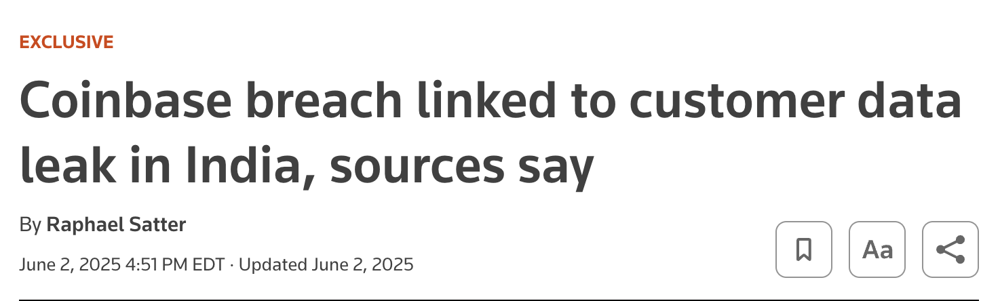 EXCLUSIVE
Coinbase breach linked to customer data
leak in India, sources say
By Raphael Satter
June 2, 2025 4:51 PM EDT · Updated June 2, 2025
Aa